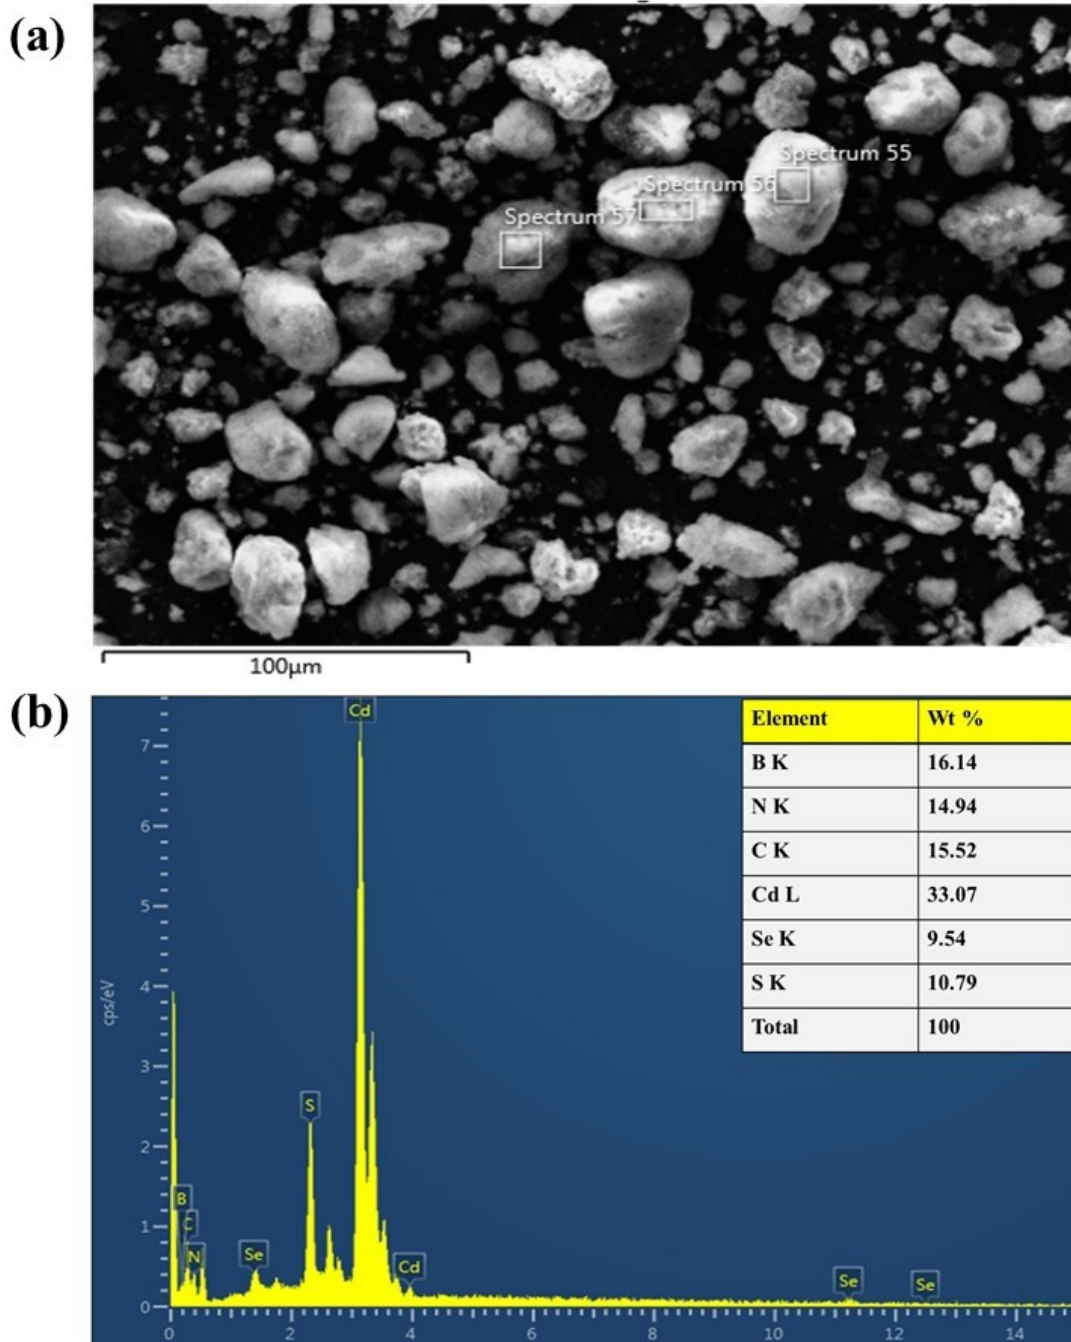 (a)
Spectrum 55
Spectrum 56
Spectrum 57
100μm
(b)
Cd
Element Wt %
B K 16.14
N K 14.94
C K 15.52
Cd L 33.07
Se K 9.54
S K 10.79
Total 100
7
6
5
4
3
2
1
0
cps/eV
S
B
C
N
Se
Cd
Se
Se
0 2 4 6 8 10 12 14